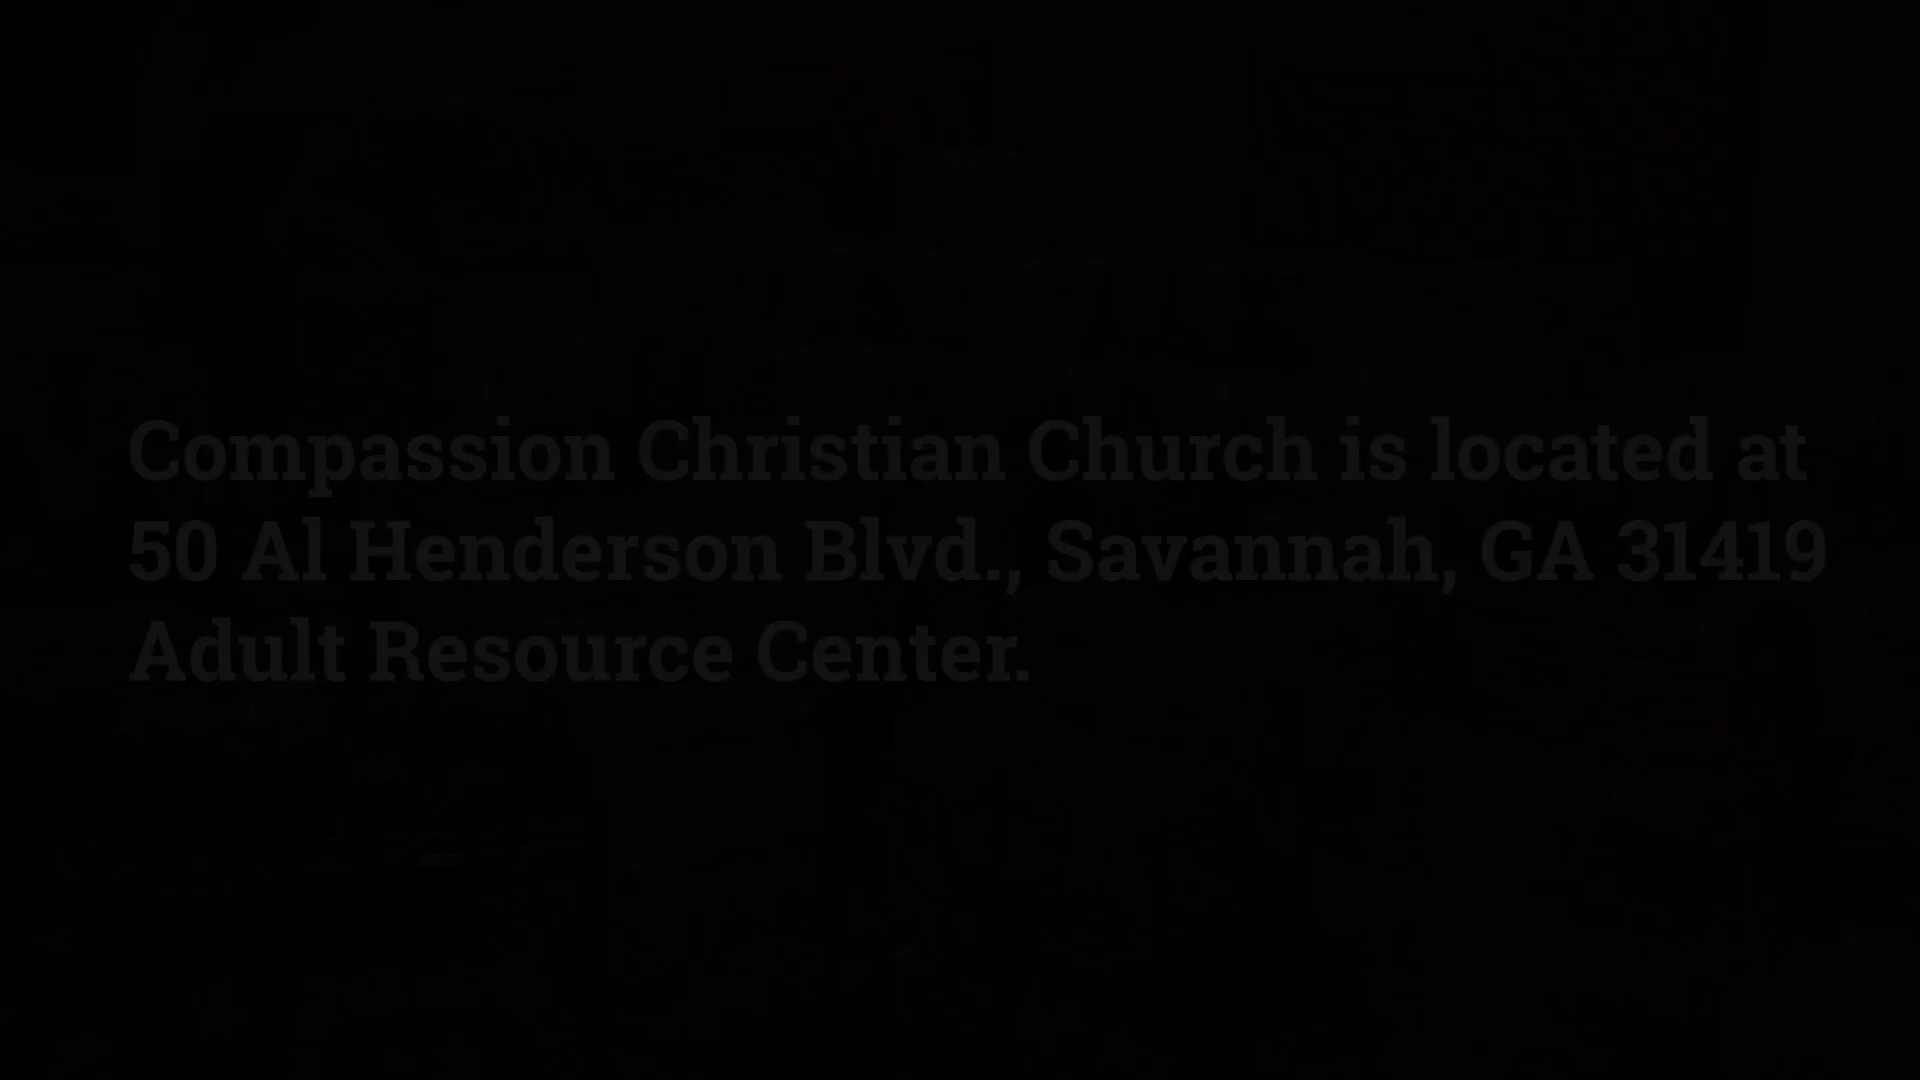 Compassion Christian Church is located at
50 Al Henderson Blvd., Savannah, GA 31419
Adult Resource Center.